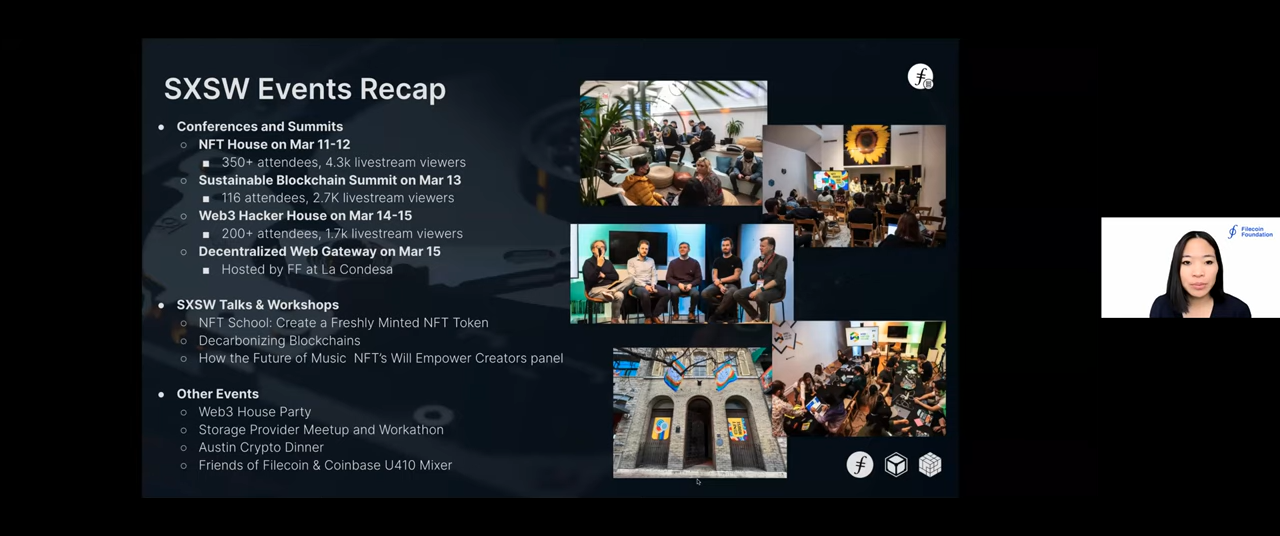 SXSW Events Recap
Conferences and Summits
NFT House on Mar 11-12
350+ attendees, 4.3k livestream viewers
Sustainable Blockchain Summit on Mar 13
116 attendees, 2.7K livestream viewers
Web3 Hacker House on Mar 14-15
200+ attendees, 1.7k livestream viewers
Decentralized Web Gateway on Mar 15
Hosted by FF at La Condesa
SXSW Talks & Workshops
NFT School: Create a Freshly Minted NFT Token
Decarbonizing Blockchains
How the Future of Music  NFT's Will Empower Creators panel
Other Events
Web3 House Party
Storage Provider Meetup and Workathon
Austin Crypto Dinner
Friends of Filecoin & Coinbase U410 Mixer
Filecoin
Foundation